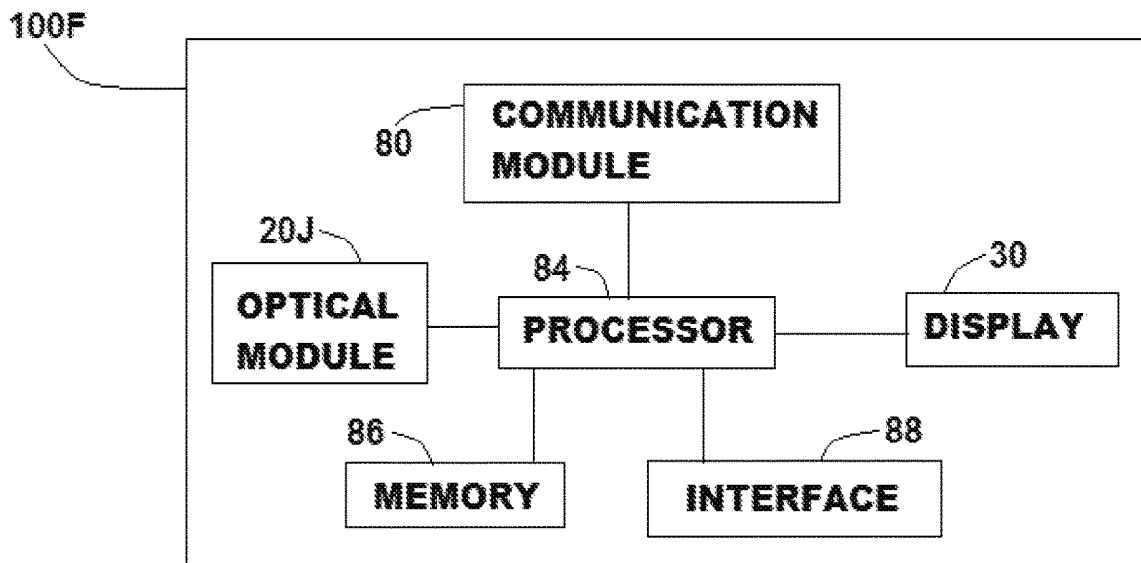 100F
COMMUNICATION
MODULE
80
20J
OPTICAL
MODULE
84
PROCESSOR
30
DISPLAY
86
MEMORY
88
INTERFACE